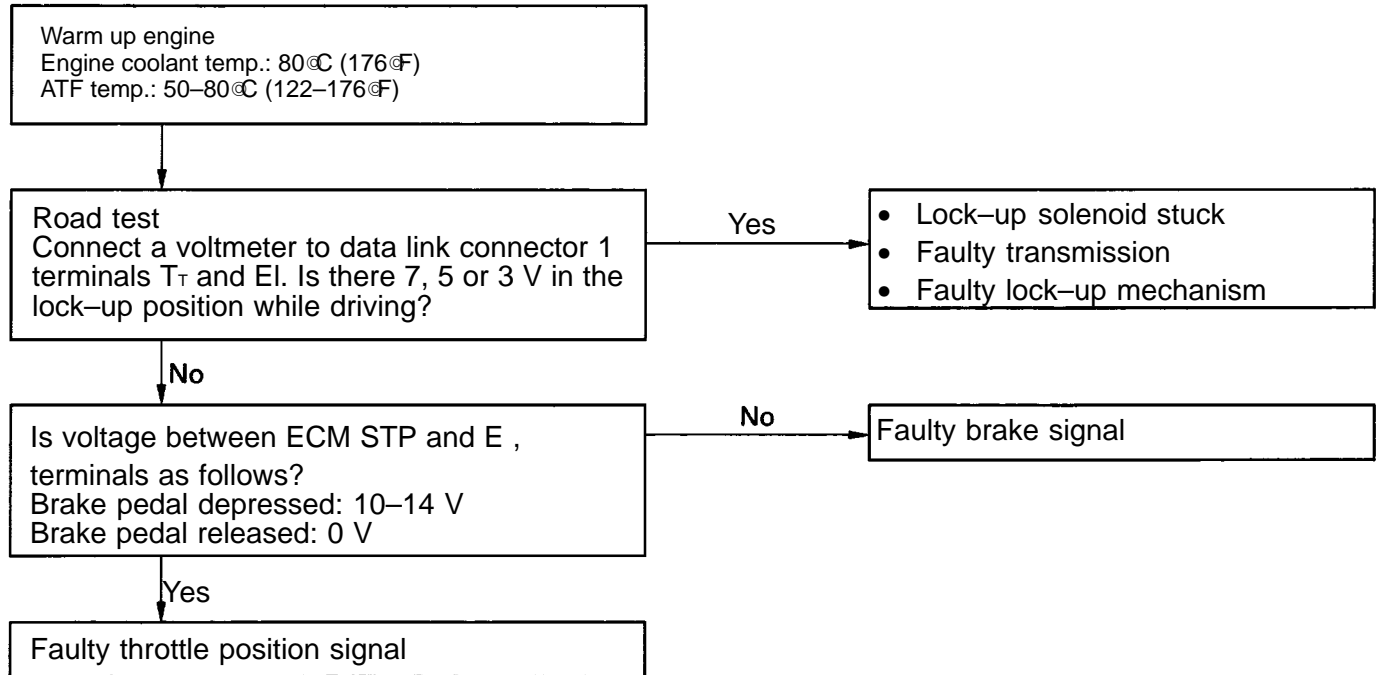 Warm up engine
Engine coolant temp.: 80°C (176°F)
ATF temp.: 50–80°C (122–176°F)
Road test
Connect a voltmeter to data link connector 1
terminals TT and El. Is there 7, 5 or 3 V in the
lock–up position while driving?
Yes
• Lock–up solenoid stuck
• Faulty transmission
• Faulty lock–up mechanism
No
Is voltage between ECM STP and E ,
terminals as follows?
Brake pedal depressed: 10–14 V
Brake pedal released: 0 V
No
Faulty brake signal
Yes
Faulty throttle position signal